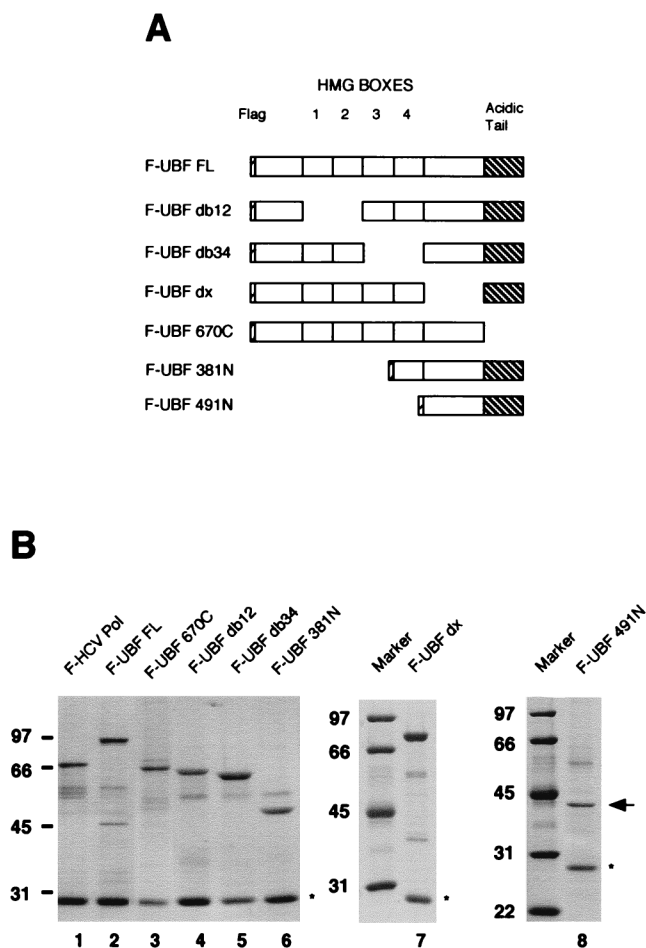 A
HMG BOXES
Flag 1 2 3 4 Acidic Tail
F-UBF FL
F-UBF db12
F-UBF db34
F-UBF dx
F-UBF 670C
F-UBF 381N
F-UBF 491N
B
F-HCV Pol
F-UBF FL
F-UBF 670C
F-UBF db12
F-UBF db34
F-UBF 381N
Marker
F-UBF dx
Marker
F-UBF 491N
97
66
45
31
*
1 2 3 4 5 6
97
66
45
31
*
7
97
66
45
31
22
*
8